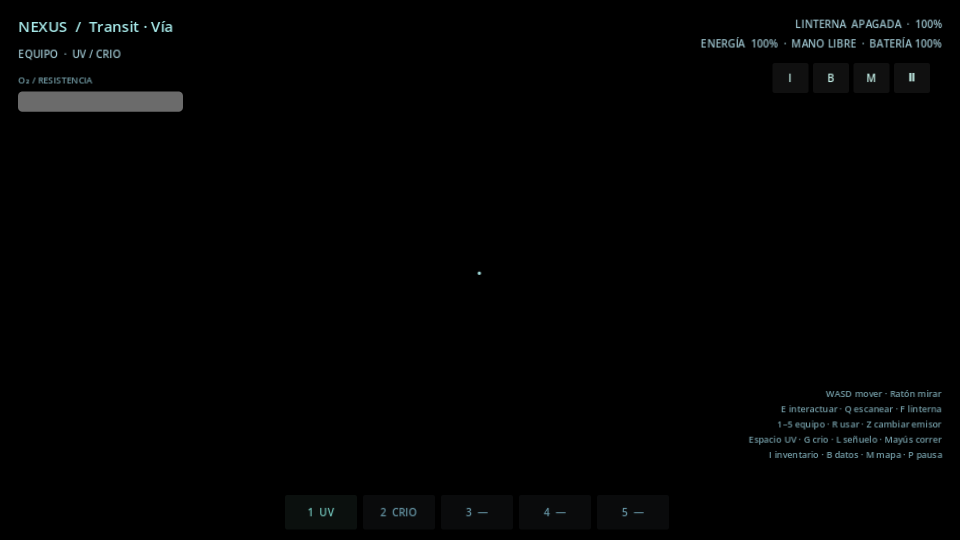 NEXUS / Transit · Vía
EQUIPO · UV / CRIO
O₂ / RESISTENCIA
LINTERNA APAGADA · 100%
ENERGÍA 100% · MANO LIBRE · BATERÍA 100%
I B M II
WASD mover · Ratón mirar
E interactuar · Q escanear · F linterna
1–5 equipo · R usar · Z cambiar emisor
Espacio UV · G crio · L señuelo · Mayús correr
I inventario · B datos · M mapa · P pausa
1 UV 2 CRIO 3 — 4 — 5 —